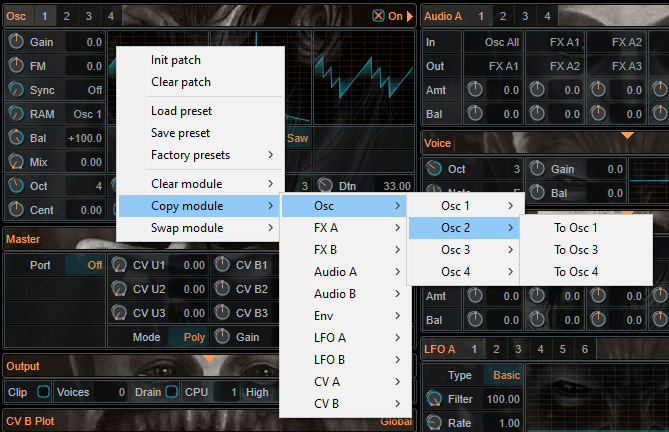 Osc 1 2 3 4 On
Gain 0.0
FM 0.0
Sync Off
RAM Osc 1
Bal +100.0
Mix 0.00
Oct 4
Cent 0.00
Saw
3 Dtn 33.00
Init patch
Clear patch
Load preset
Save preset
Factory presets
Clear module
Copy module
Swap module
Osc
FX A
FX B
Audio A
Audio B
Env
LFO A
LFO B
CV A
CV B
Osc 1
Osc 2
Osc 3
Osc 4
To Osc 1
To Osc 3
To Osc 4
Master
Port Off CV U1 0.00 CV B1
CV U2 0.00 CV B2
CV U3 0.00 CV B3
Mode Poly Gain
Output
Clip Voices 0 Drain CPU 1 High
CV B Plot Global
Audio A 1 2 3 4
In Osc All FX A1 FX A2
Out FX A1 FX A2 FX A3
Amt 0.0 0.0 0.0
Bal 0.0 0.0 0.0
Voice
Oct 3 Gain 0.0
Bal 0.0
Amt 0.0 0.0 0.0
Bal 0.0 0.0 0.0
LFO A 1 2 3 4 5 6
Type Basic
Filter 100.00
Rate 1.00